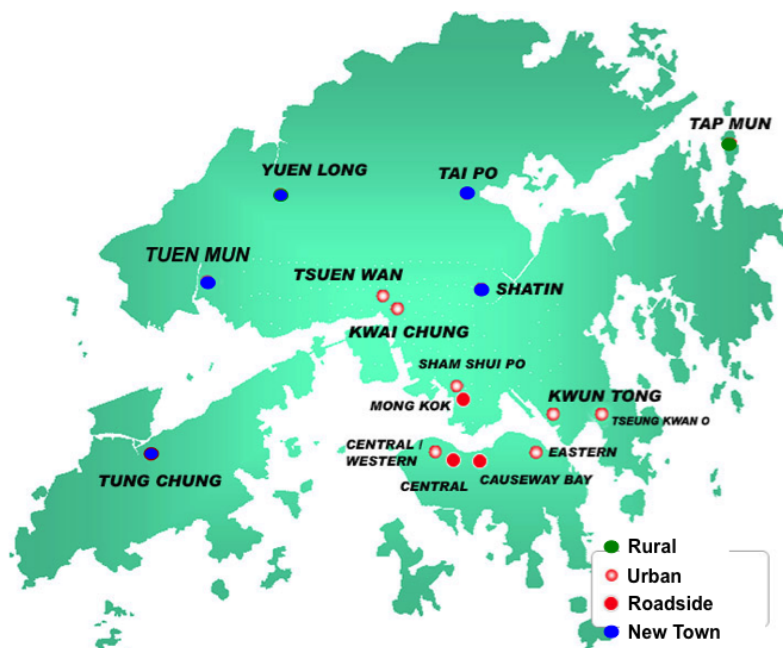 TAP MUN
YUEN LONG
TAI PO
TUEN MUN
TSUEN WAN
SHATIN
KWAI CHUNG
SHAM SHUI PO
MONG KOK
KWUN TONG
TSEUNG KWAN O
CENTRAL /
WESTERN
EASTERN
TUNG CHUNG
CENTRAL
CAUSEWAY BAY
Rural
Urban
Roadside
New Town